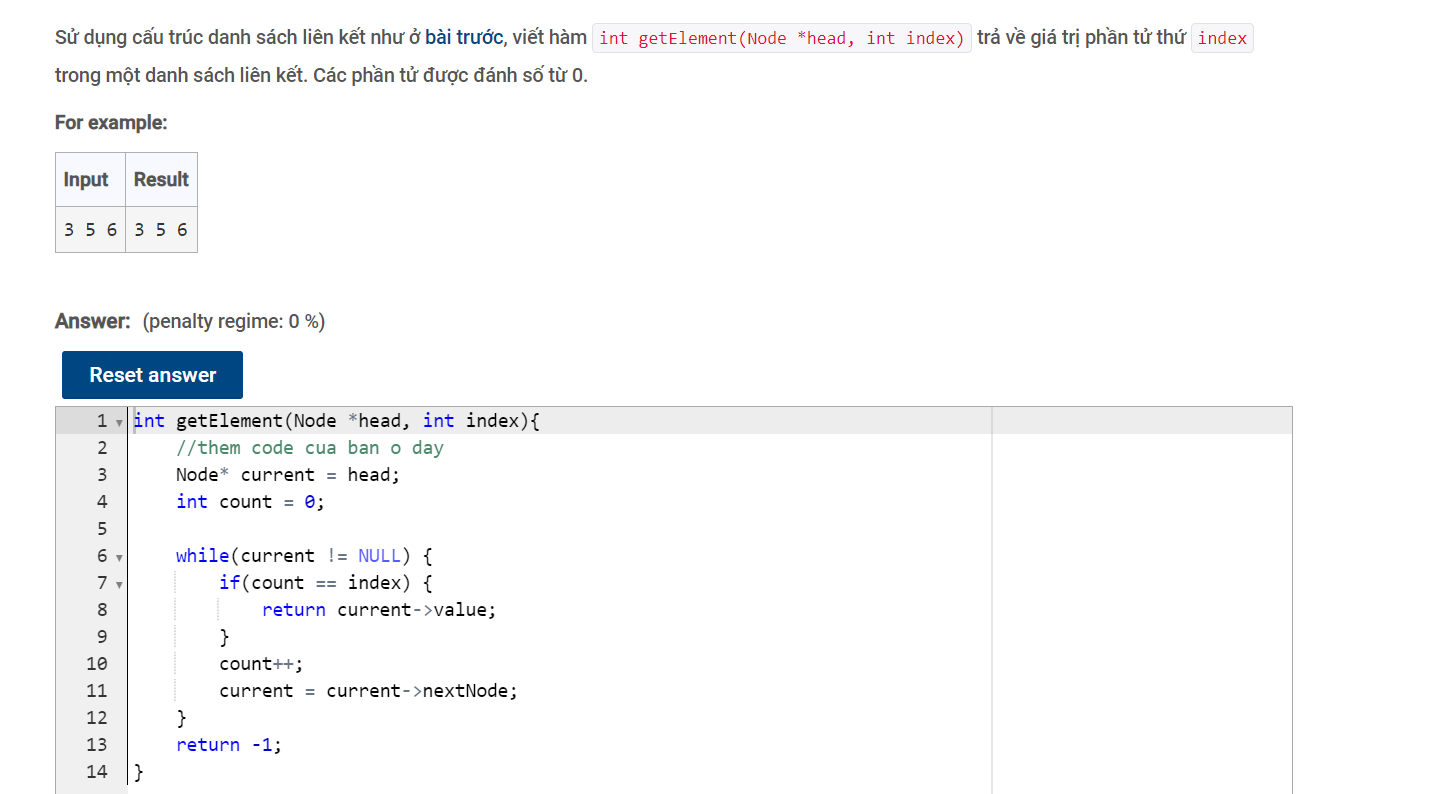 Sử dụng cấu trúc danh sách liên kết như ở bài trước, viết hàm int getElement(Node *head, int index) trả về giá trị phần tử thứ index
trong một danh sách liên kết. Các phần tử được đánh số từ 0.
For example:
Input Result
3 5 6 3 5 6
Answer: (penalty regime: 0 %)
Reset answer
1 int getElement(Node *head, int index){
2 //them code cua ban o day
3 Node* current = head;
4 int count = 0;
5
6 while(current != NULL) {
7 if(count == index) {
8 return current->value;
9 }
10 count++;
11 current = current->nextNode;
12 }
13 return -1;
14 }